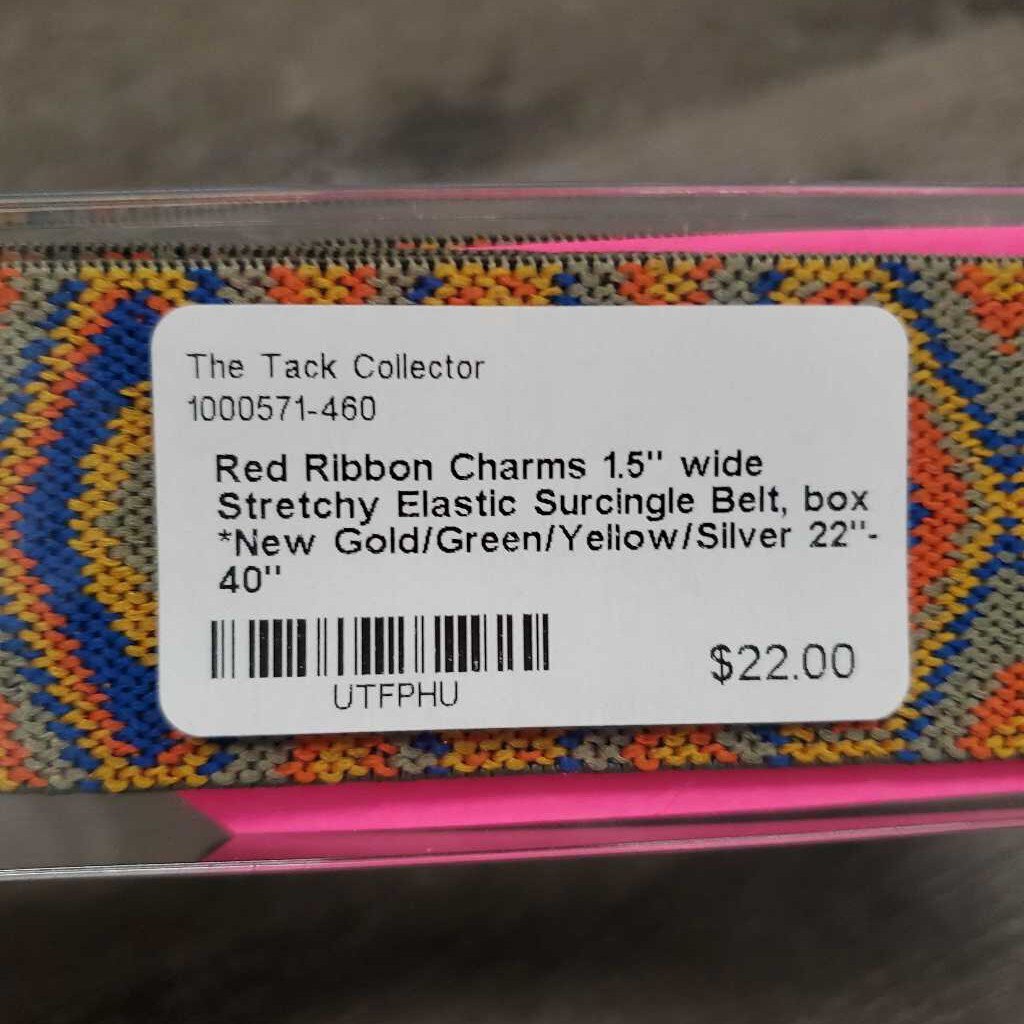 The Tack Collector
1000571-460
Red Ribbon Charms 1.5" wide
Stretchy Elastic Surcingle Belt, box
*New Gold/Green/Yellow/Silver 22"-
40"
UTFPHU
$22.00